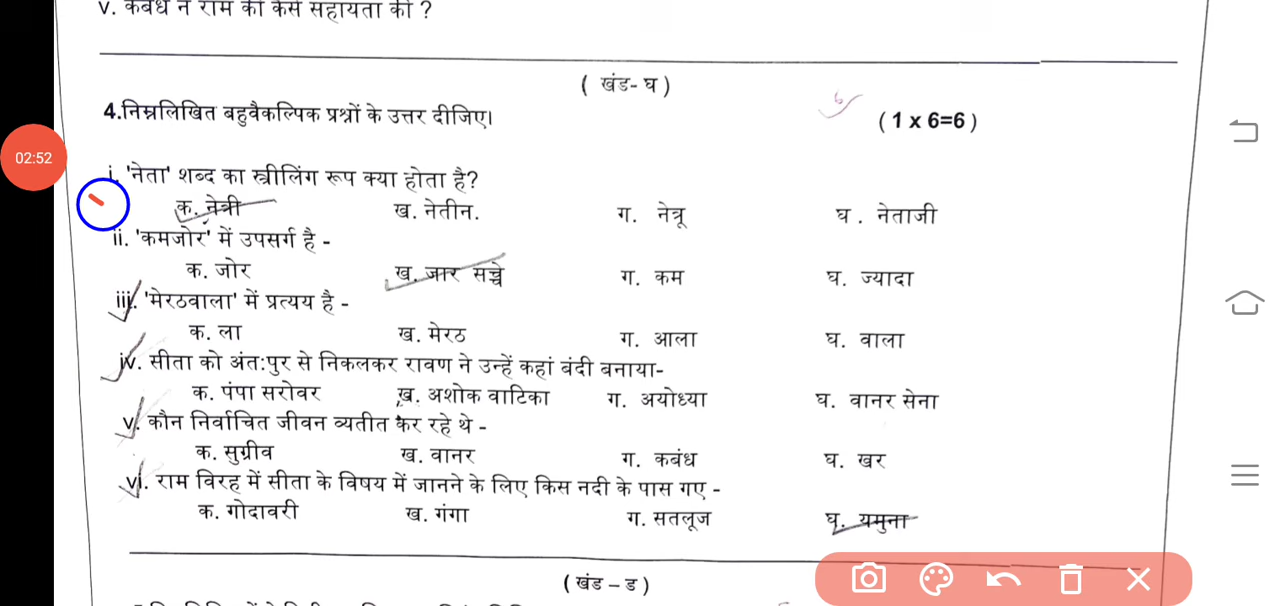 v. कबंध ने राम की कैसे सहायता की ?
( खंड- घ )
4.निम्नलिखित बहुवैकल्पिक प्रश्नों के उत्तर दीजिए।
( 1 x 6=6 )
02:52
i. 'नेता' शब्द का स्त्रीलिंग रूप क्या होता है?
क. नेत्री ख. नेतीन. ग. नेत्रू घ . नेताजी
ii. 'कमजोर' में उपसर्ग है -
क. जोर ख. जार सच्चे ग. कम घ. ज्यादा
iii. 'मेरठवाला' में प्रत्यय है -
क. ला ख. मेरठ ग. आला घ. वाला
iv. सीता को अंत:पुर से निकलकर रावण ने उन्हें कहां बंदी बनाया-
क. पंपा सरोवर ख. अशोक वाटिका ग. अयोध्या घ. वानर सेना
v. कौन निर्वाचित जीवन व्यतीत कर रहे थे -
क. सुग्रीव ख. वानर ग. कबंध घ. खर
vi. राम विरह में सीता के विषय में जानने के लिए किस नदी के पास गए -
क. गोदावरी ख. गंगा ग. सतलूज घ. यमुना
( खंड – ड )